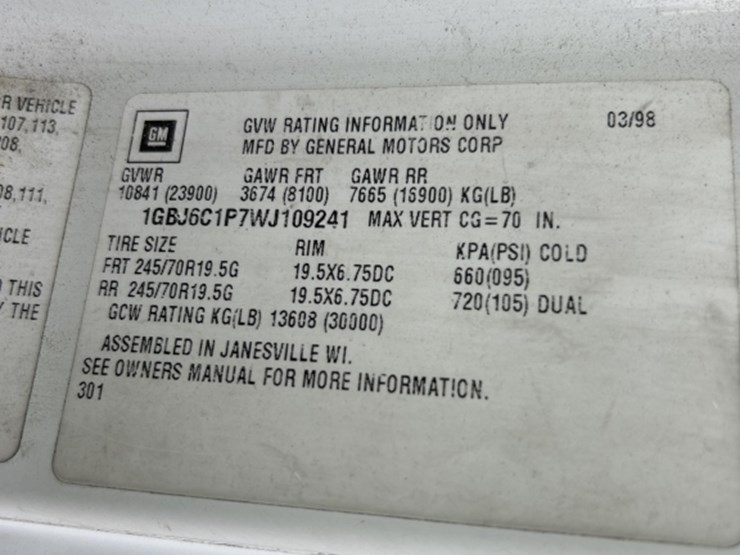 R VEHICLE
107,113,
08,
08,111,
ICLE
THIS
THE
GM
GVW RATING INFORMATION ONLY
03/98
MFD BY GENERAL MOTORS CORP
GVWR GAWR FRT GAWR RR
10841 (23900) 3674 (8100) 7665 (16900) KG(LB)
1GBJ6C1P7WJ109241 MAX VERT CG=70 IN.
TIRE SIZE RIM KPA(PSI) COLD
FRT 245/70R19.5G 19.5X6.75DC 660(095)
RR 245/70R19.5G 19.5X6.75DC 720(105) DUAL
GCW RATING KG(LB) 13608 (30000)
ASSEMBLED IN JANESVILLE WI.
SEE OWNERS MANUAL FOR MORE INFORMATION.
301